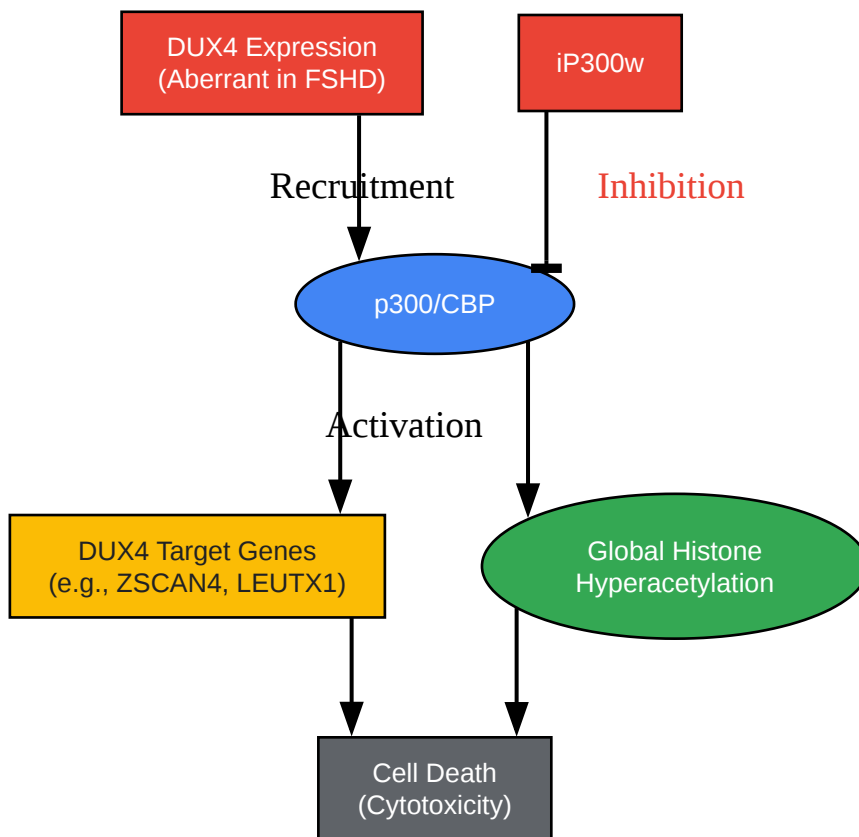 DUX4 Expression
(Aberrant in FSHD)
iP300w
Recruitment
Inhibition
p300/CBP
Activation
DUX4 Target Genes
(e.g., ZSCAN4, LEUTX1)
Global Histone
Hyperacetylation
Cell Death
(Cytotoxicity)